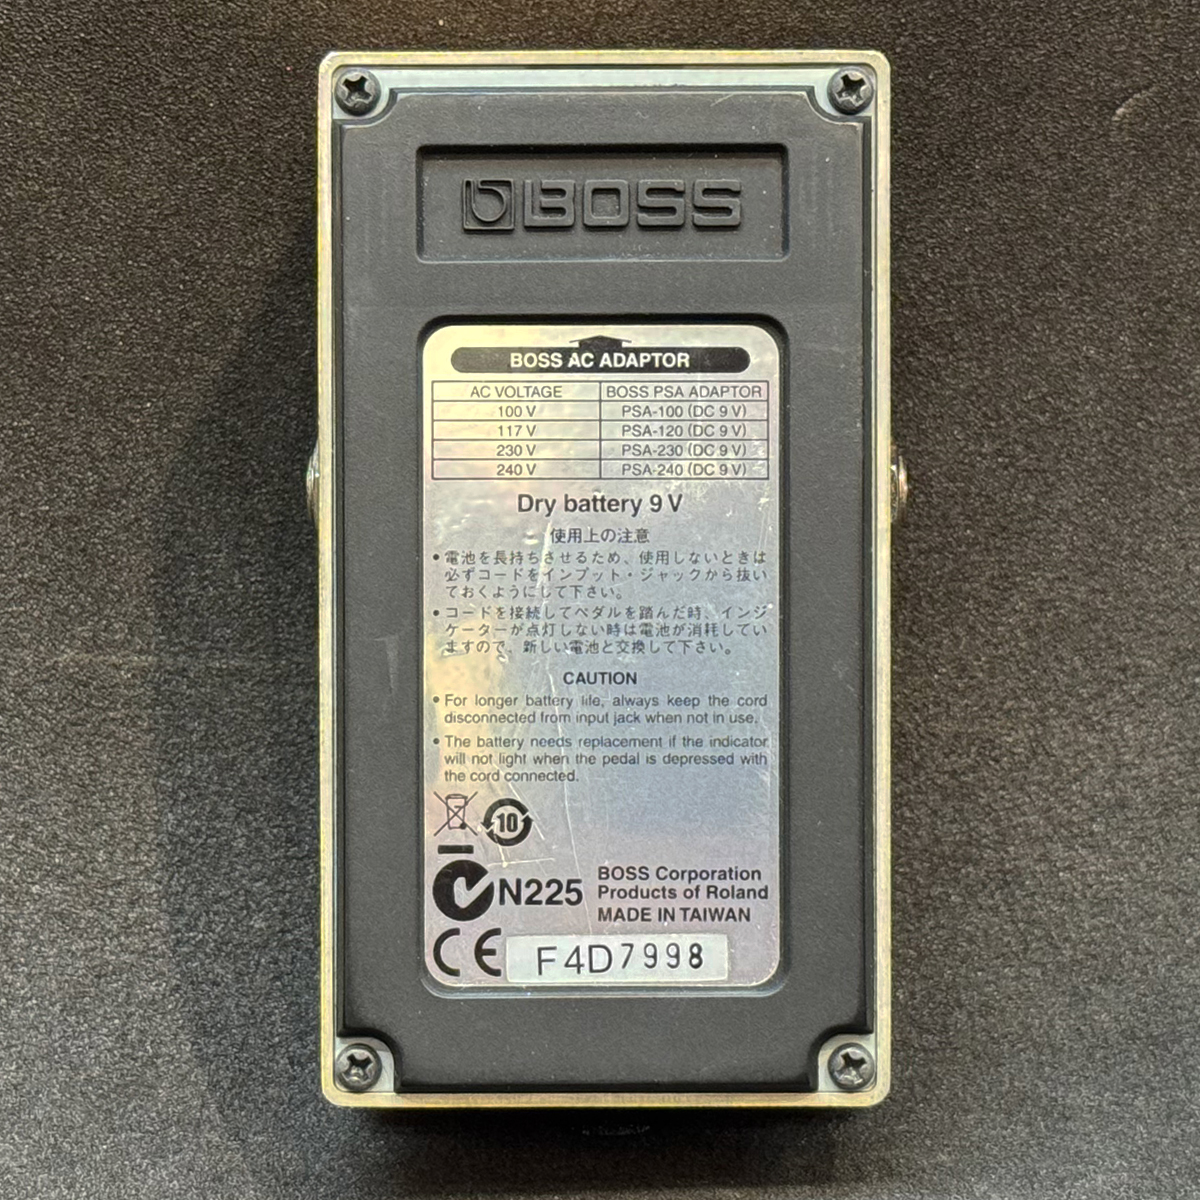 BOSS
BOSS AC ADAPTOR
AC VOLTAGE BOSS PSA ADAPTOR
100 V PSA-100 (DC 9 V)
117 V PSA-120 (DC 9 V)
230 V PSA-230 (DC 9 V)
240 V PSA-240 (DC 9 V)
Dry battery 9 V
使用上の注意
• 電池を長持ちさせるため、使用しないときは
必ずコードをインプット・ジャックから抜い
ておくようにして下さい。
• コードを接続してペダルを踏んだ時、インジ
ケーターが点灯しない時は電池が消耗してい
ますので、新しい電池と交換して下さい。
CAUTION
• For longer battery life, always keep the cord
disconnected from input jack when not in use.
• The battery needs replacement if the indicator
will not light when the pedal is depressed with
the cord connected.
10
N225
BOSS Corporation
Products of Roland
MADE IN TAIWAN
CE
F4D7998